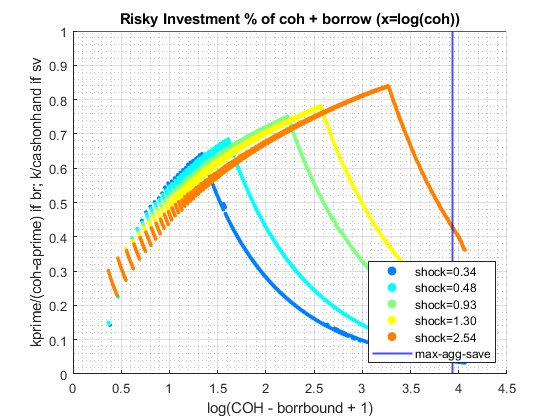 Risky Investment % of coh + borrow (x=log(coh))
kprime/(coh-aprime) if br; k/cashonhand if sv
1
0.9
0.8
0.7
0.6
0.5
0.4
0.3
0.2
0.1
0
shock=0.34
shock=0.48
shock=0.93
shock=1.30
shock=2.54
max-agg-save
0 0.5 1 1.5 2 2.5 3 3.5 4 4.5
log(COH - borrbound + 1)